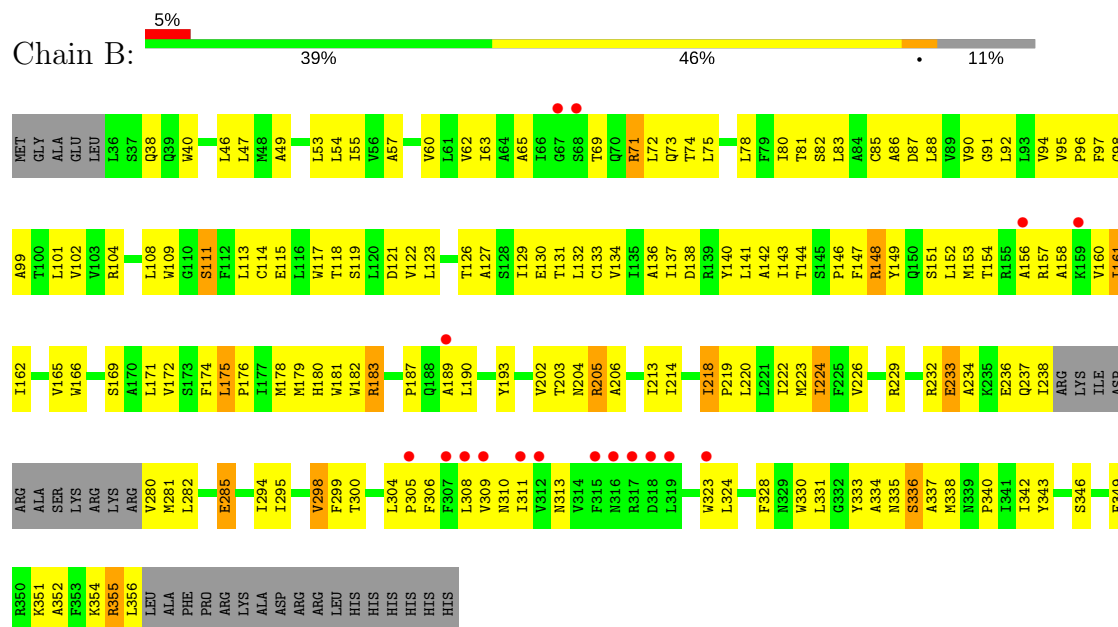 5%
Chain B:
39% 46% • 11%
MET GLY ALA GLU LEU L36 S37 Q38 Q39 W40 L46 L47 M48 A49 L53 L54 I55 V56 A57 V60 L61 V62 I63 A64 A65 I66 G67 S68 T69 Q70 R71 L72 Q73 T74 L75 L78 F79 I80 T81 S82 L83 A84 C85 A86 D87 L88 V89 V90 G91 L92 L93 V94 V95 P96 F97 G98
A99 T100 L101 V102 V103 R104 L108 W109 G110 S111 F112 L113 C114 E115 L116 W117 T118 S119 L120 D121 V122 L123 T126 A127 S128 I129 E130 T131 L132 C133 V134 I135 A136 I137 D138 R139 Y140 L141 A142 I143 T144 S145 P146 F147 R148 Y149 Q150 S151 L152 M153 T154 R155 A156 R157 A158 K159 V160 I161
I162 V165 W166 S169 A170 L171 V172 S173 F174 L175 P176 I177 M178 M179 H180 W181 W182 R183 P187 Q188 A189 L190 Y193 V202 T203 N204 R205 A206 I213 I214 I218 P219 L220 L221 I222 M223 I224 F225 V226 R229 R232 E233 A234 K235 E236 Q237 I238 ARG LYS ILE ASP
ARG ALA SER LYS ARG LYS ARG V280 M281 L282 E285 I294 I295 V298 F299 T300 L304 P305 F306 F307 L308 V309 N310 I311 V312 N313 V314 F315 N316 R317 D318 L319 W323 L324 F328 N329 W330 L331 G332 Y333 A334 N335 S336 A337 M338 N339 P340 I341 I342 Y343 S346 F349
R350 K351 A352 F353 K354 R355 L356 LEU ALA PHE PRO ARG LYS ALA ASP ARG ARG LEU HIS HIS HIS HIS HIS HIS